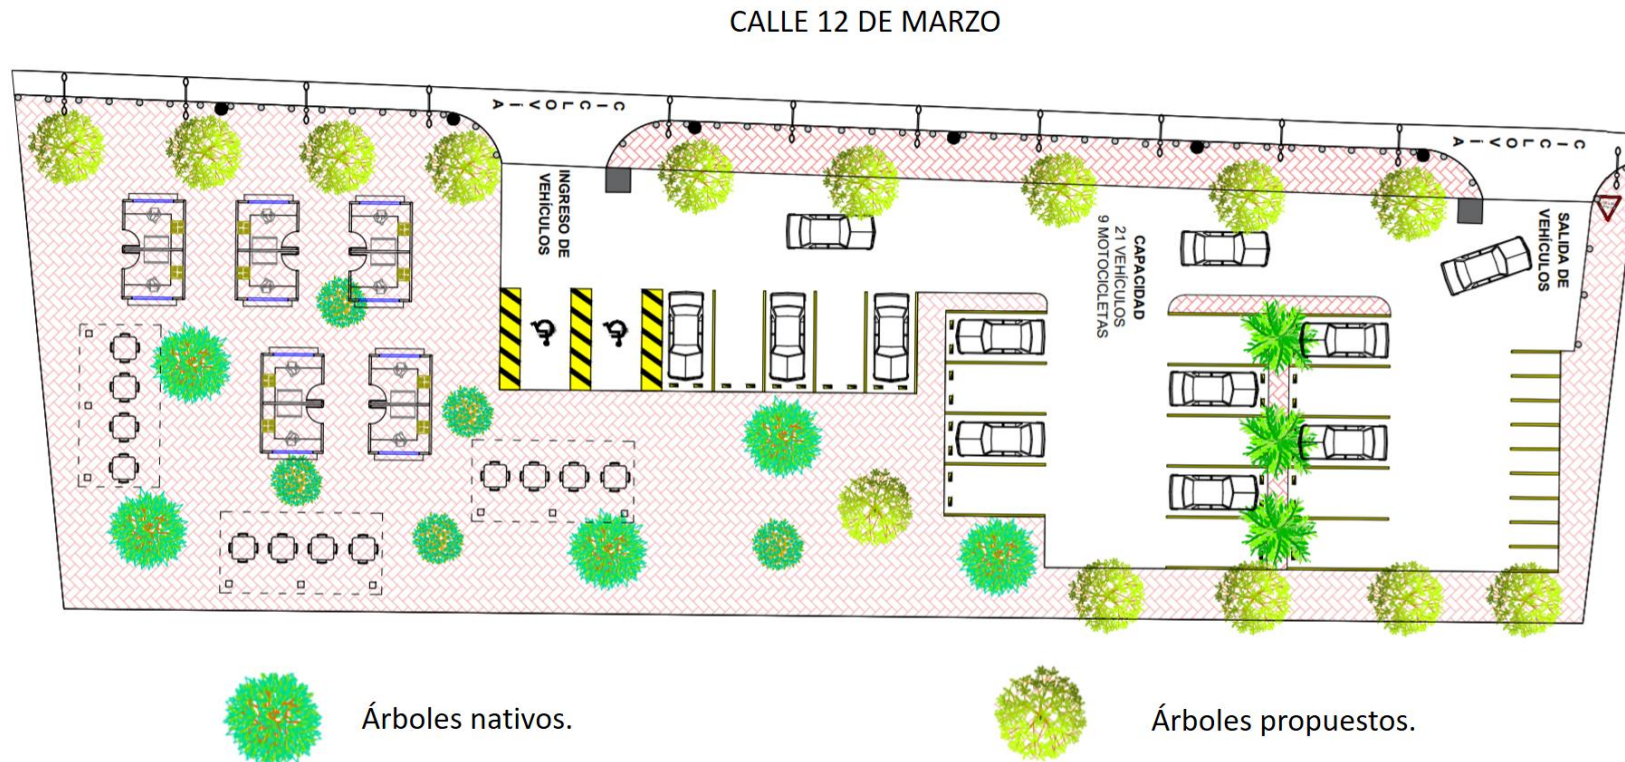 CALLE 12 DE MARZO
CICLOVíA
CICLOVíA
INGRESO DE
VEHÍCULOS
CAPACIDAD
21 VEHÍCULOS
9 MOTOCICLETAS
SALIDA DE
VEHÍCULOS
Árboles nativos.
Árboles propuestos.